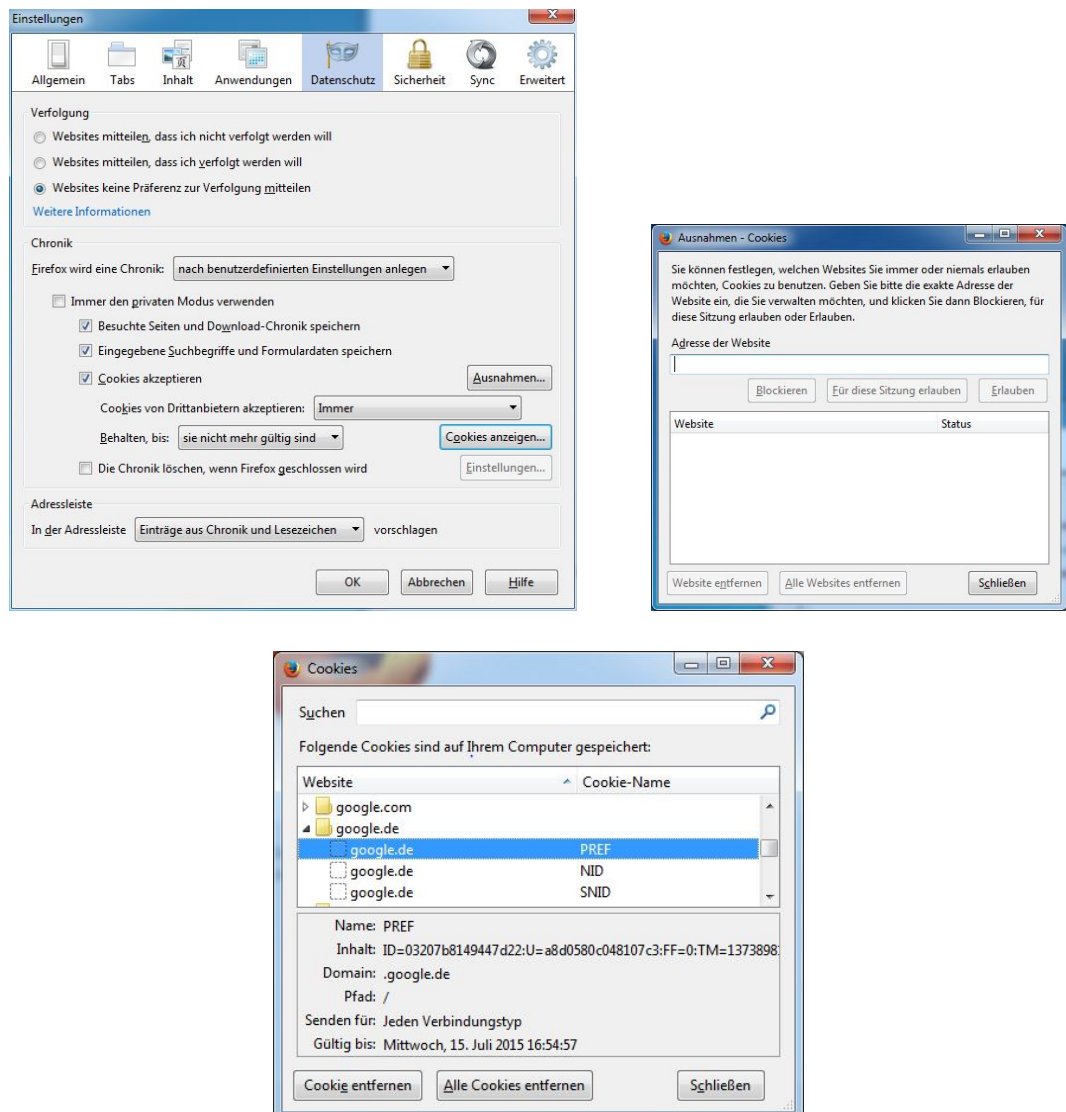 Einstellungen
Allgemein Tabs Inhalt Anwendungen Datenschutz Sicherheit Sync Erweitert
Verfolgung
Websites mitteilen, dass ich nicht verfolgt werden will
Websites mitteilen, dass ich verfolgt werden will
Websites keine Präferenz zur Verfolgung mitteilen
Weitere Informationen
Chronik
Firefox wird eine Chronik: nach benutzerdefinierten Einstellungen anlegen
Immer den privaten Modus verwenden
Besuchte Seiten und Download-Chronik speichern
Eingegebene Suchbegriffe und Formulardaten speichern
Cookies akzeptieren Ausnahmen...
Cookies von Drittanbietern akzeptieren: Immer
Behalten, bis: sie nicht mehr gültig sind Cookies anzeigen...
Die Chronik löschen, wenn Firefox geschlossen wird Einstellungen...
Adressleiste
In der Adressleiste Einträge aus Chronik und Lesezeichen vorschlagen
OK Abbrechen Hilfe
Ausnahmen - Cookies
Sie können festlegen, welchen Websites Sie immer oder niemals erlauben
möchten, Cookies zu benutzen. Geben Sie bitte die exakte Adresse der
Website ein, die Sie verwalten möchten, und klicken Sie dann Blockieren, für
diese Sitzung erlauben oder Erlauben.
Adresse der Website
Blockieren Für diese Sitzung erlauben Erlauben
Website Status
Website entfernen Alle Websites entfernen Schließen
Cookies
Suchen
Folgende Cookies sind auf Ihrem Computer gespeichert:
Website Cookie-Name
google.com
google.de
google.de PREF
google.de NID
google.de SNID
Name: PREF
Inhalt: ID=03207b8149447d22:U=a8d0580c048107c3:FF=0:TM=1373898
Domain: .google.de
Pfad: /
Senden für: Jeden Verbindungstyp
Gültig bis: Mittwoch, 15. Juli 2015 16:54:57
Cookie entfernen Alle Cookies entfernen Schließen